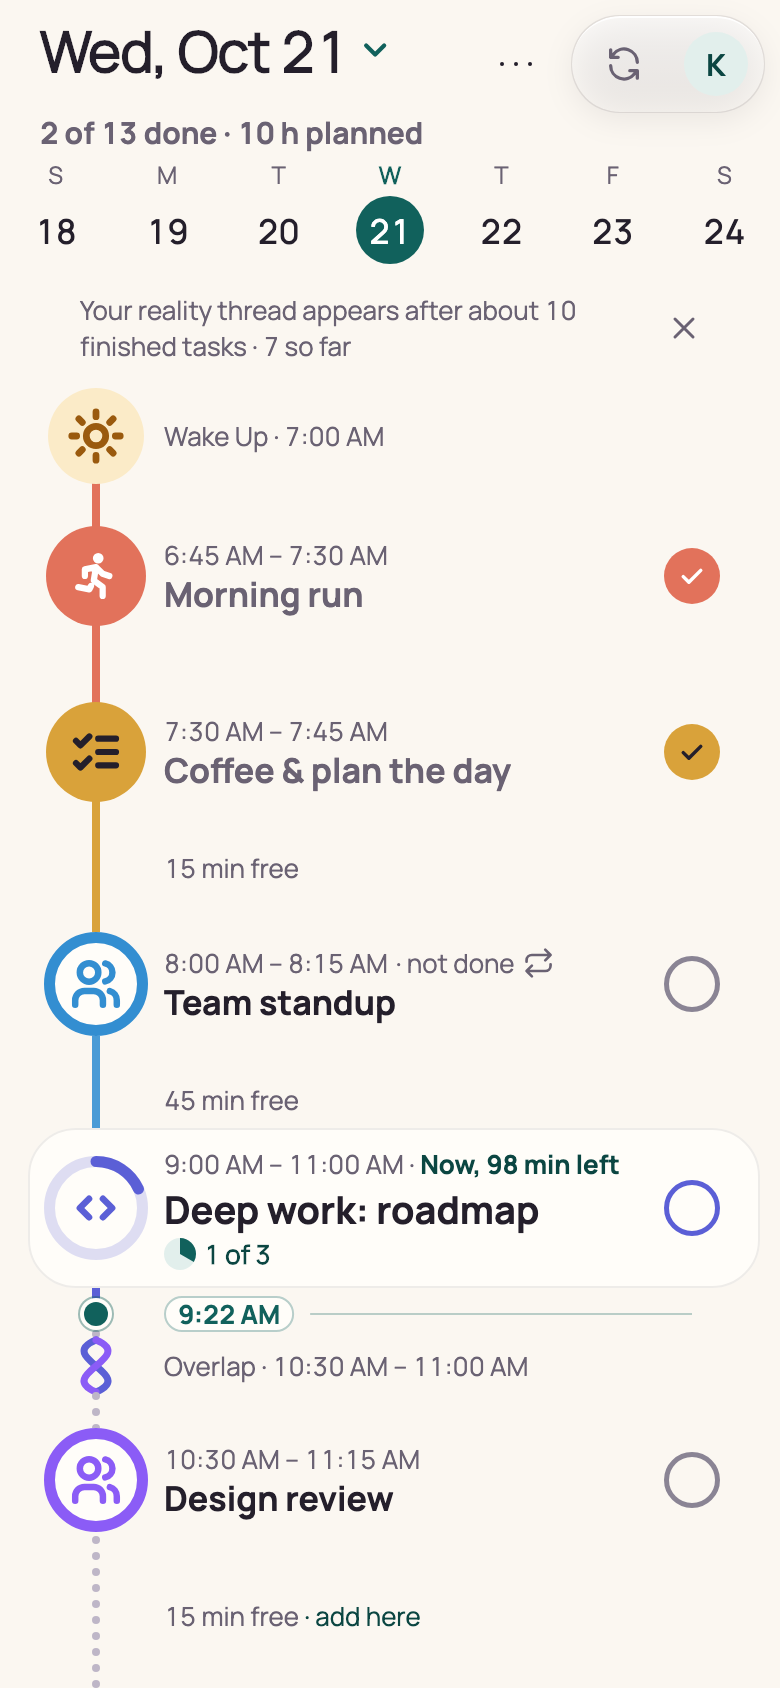 Wed, Oct 21
...
K
2 of 13 done · 10 h planned
S M T W T F S
18 19 20 21 22 23 24
Your reality thread appears after about 10
finished tasks · 7 so far
Wake Up · 7:00 AM
6:45 AM – 7:30 AM
Morning run
7:30 AM – 7:45 AM
Coffee & plan the day
15 min free
8:00 AM – 8:15 AM · not done
Team standup
45 min free
9:00 AM – 11:00 AM · Now, 98 min left
Deep work: roadmap
1 of 3
9:22 AM
Overlap · 10:30 AM – 11:00 AM
10:30 AM – 11:15 AM
Design review
15 min free · add here